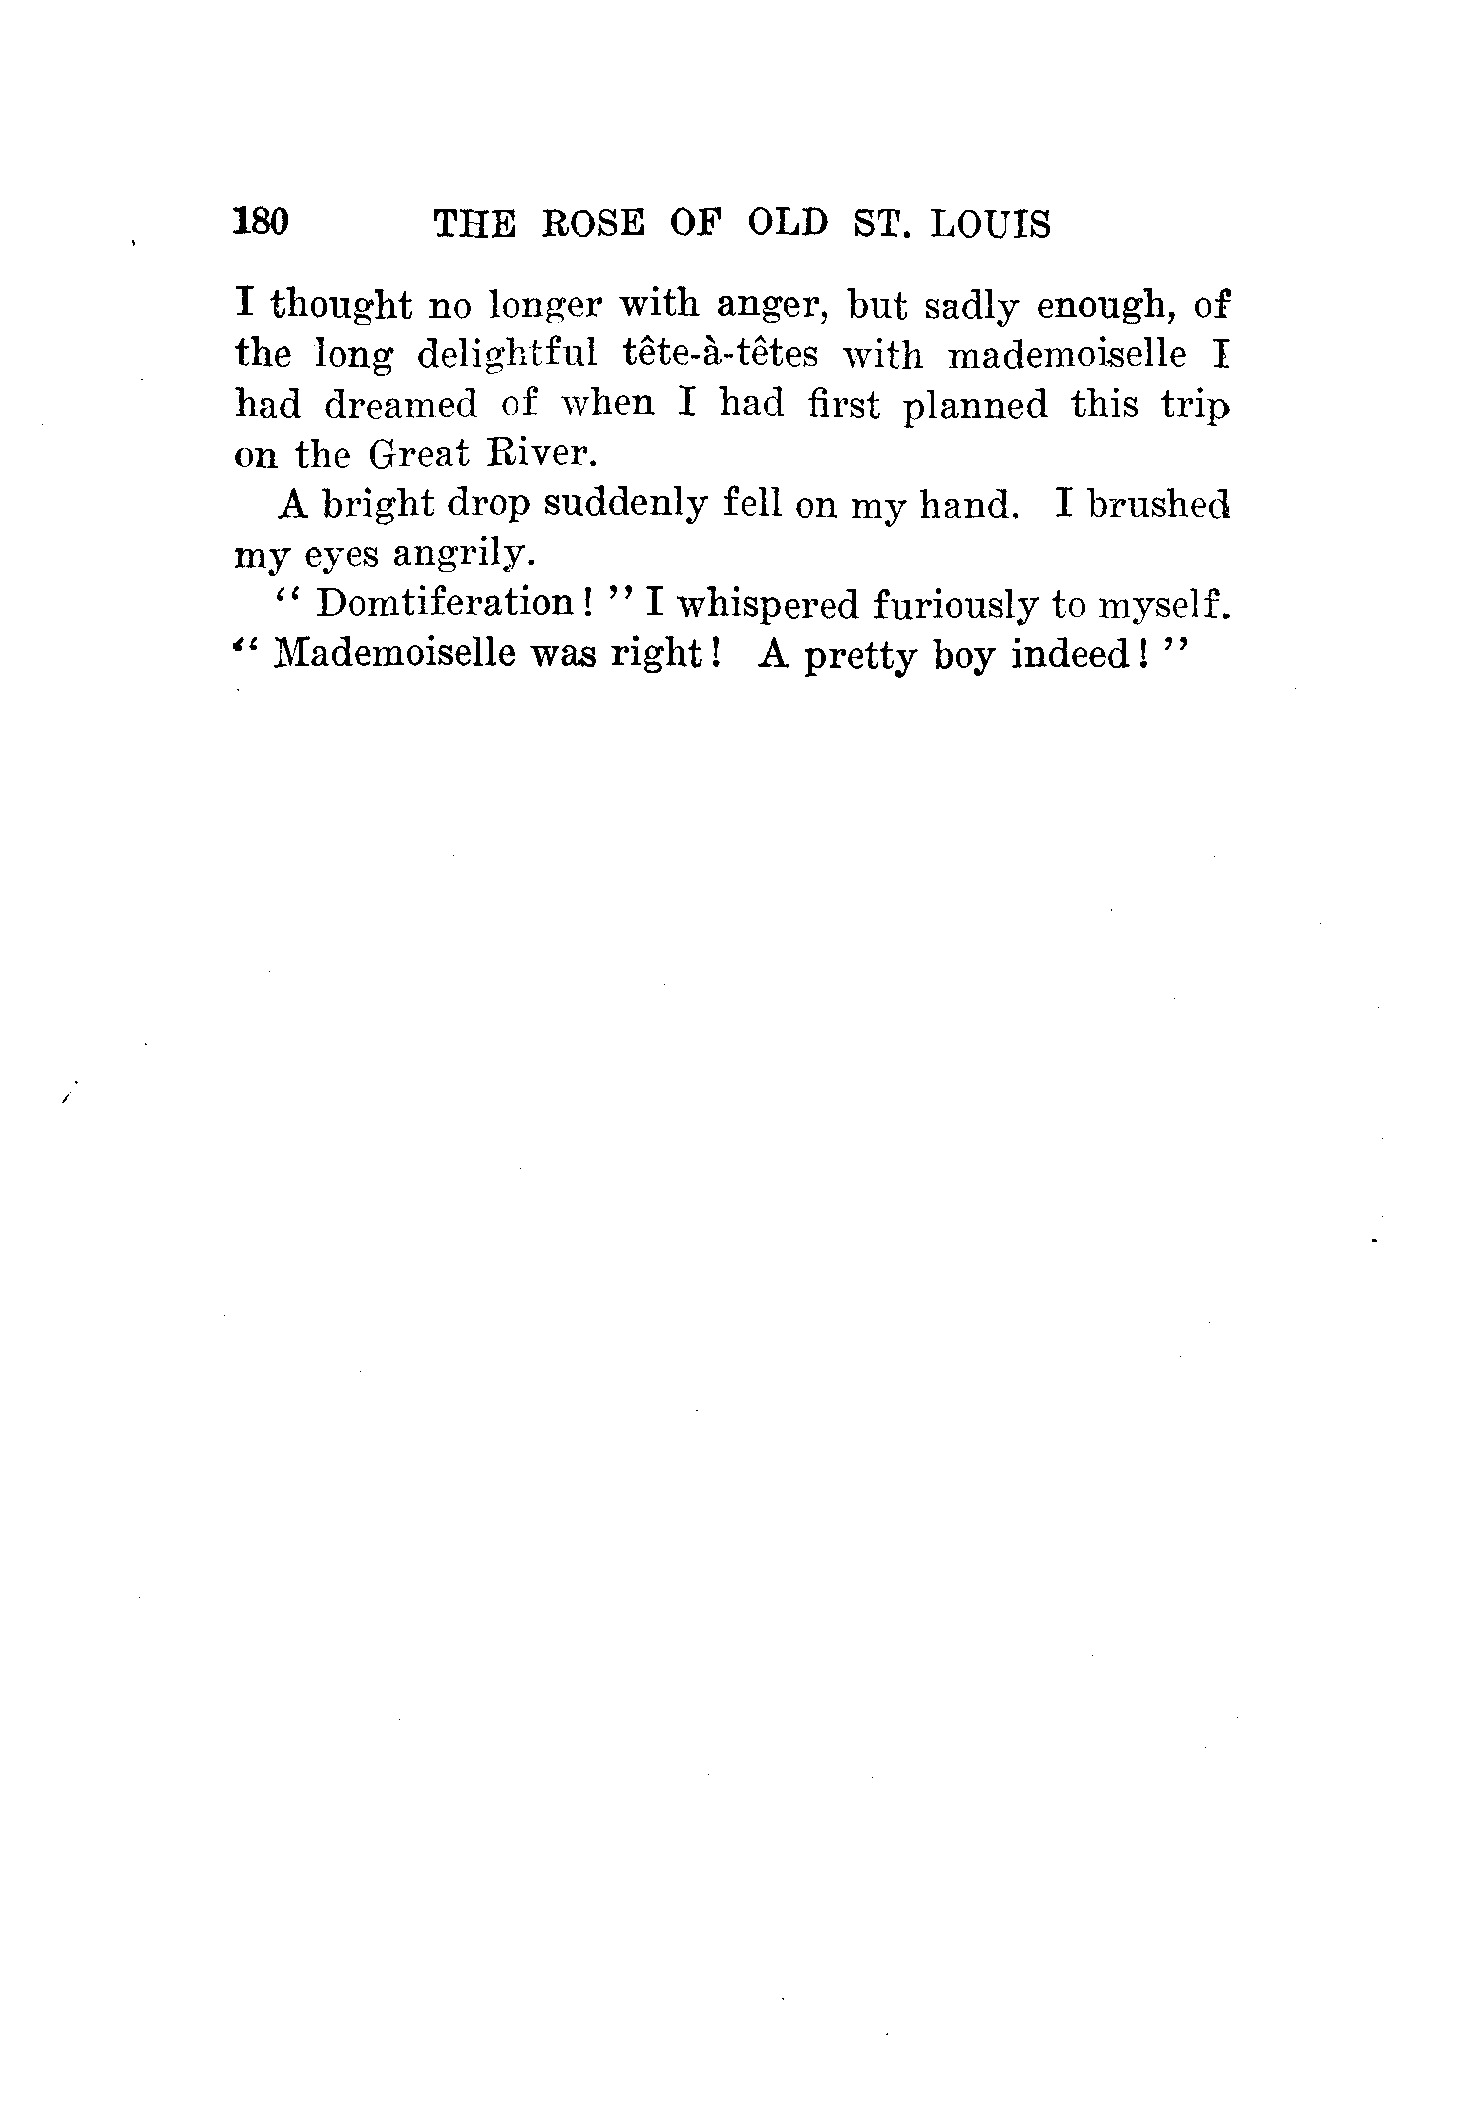 180 THE ROSE OF OLD ST. LOUIS
I thought no longer with anger, but sadly enough, of
the long delightful tête-à-têtes with mademoiselle I
had dreamed of when I had first planned this trip
on the Great River.
A bright drop suddenly fell on my hand. I brushed
my eyes angrily.
“ Domtiferation! ” I whispered furiously to myself.
“ Mademoiselle was right! A pretty boy indeed! ”